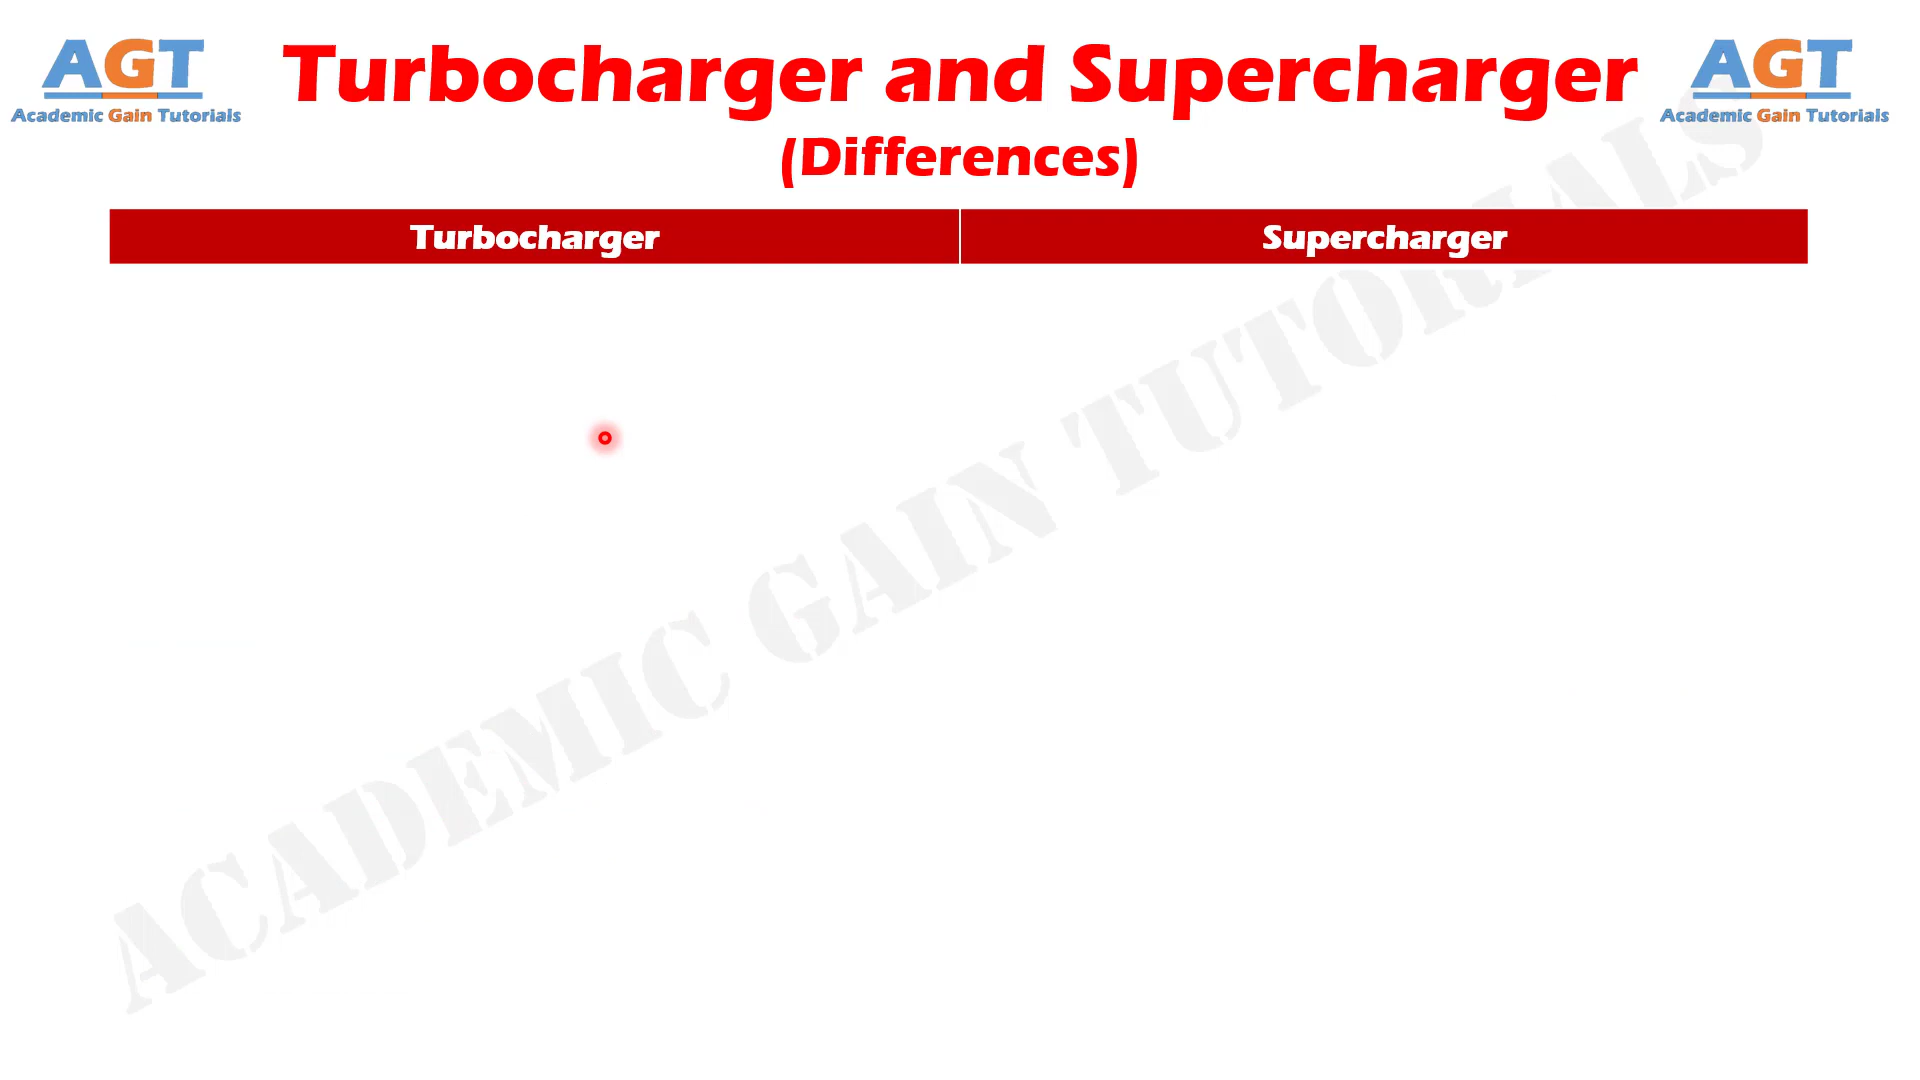 AGT
Academic Gain Tutorials
Turbocharger and Supercharger
(Differences)
AGT
Academic Gain Tutorials
Turbocharger
Supercharger
ACADEMIC GAIN TUTORIALS